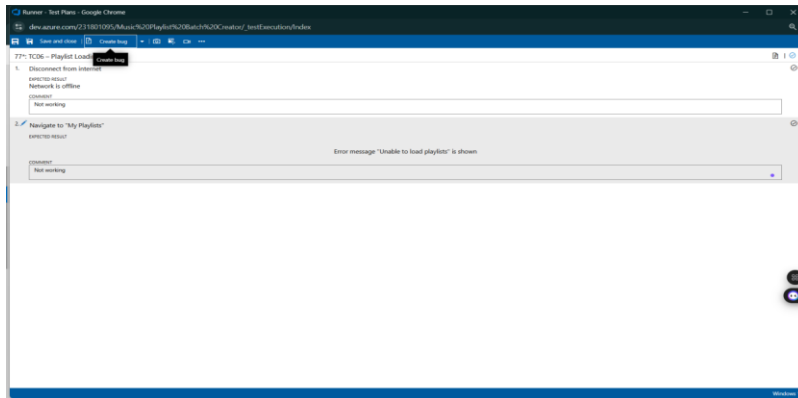 Runner - Test Plans - Google Chrome
dev.azure.com/231801095/Music%20Playlist%20Batch%20Creator/_testExecution/Index
Save and close Create bug
77*: TC06 – Playlist Loadi
Create bug
1. Disconnect from internet
EXPECTED RESULT
Network is offline
COMMENT
Not working
2. Navigate to "My Playlists"
EXPECTED RESULT
Error message "Unable to load playlists" is shown
COMMENT
Not working
Windows